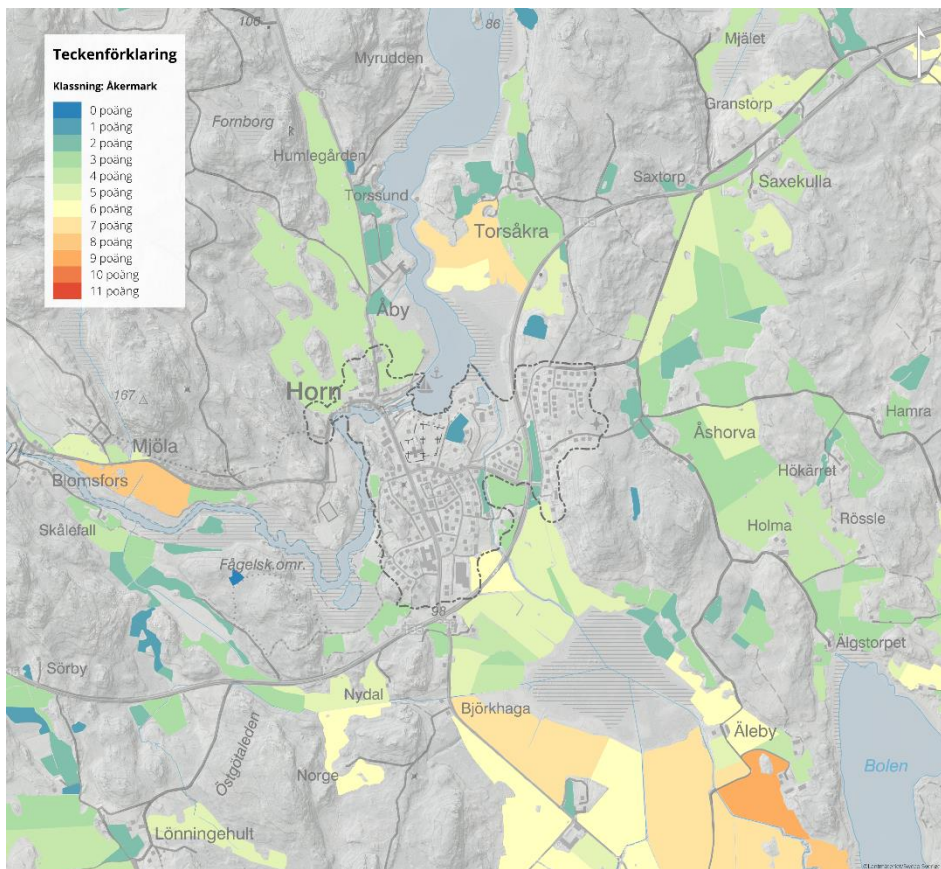 Teckenförklaring
Klassning: Åkermark
0 poäng
1 poäng
2 poäng
3 poäng
4 poäng
5 poäng
6 poäng
7 poäng
8 poäng
9 poäng
10 poäng
11 poäng
106
86
Myrudden
Mjälet
Granstorp
Fornborg
Humlegården
Torssund
Saxtorp
Saxekulla
Torsåkra
Åby
Horn
167
Mjöla
Blomsfors
Skålefall
Fågelsk.omr.
Åshorva
Hamra
Hökärret
Holma
Rössle
98
Sörby
Nydal
Björkhaga
Älgstorpet
Äleby
Bolen
Östgötaleden
Norge
Lönningehult